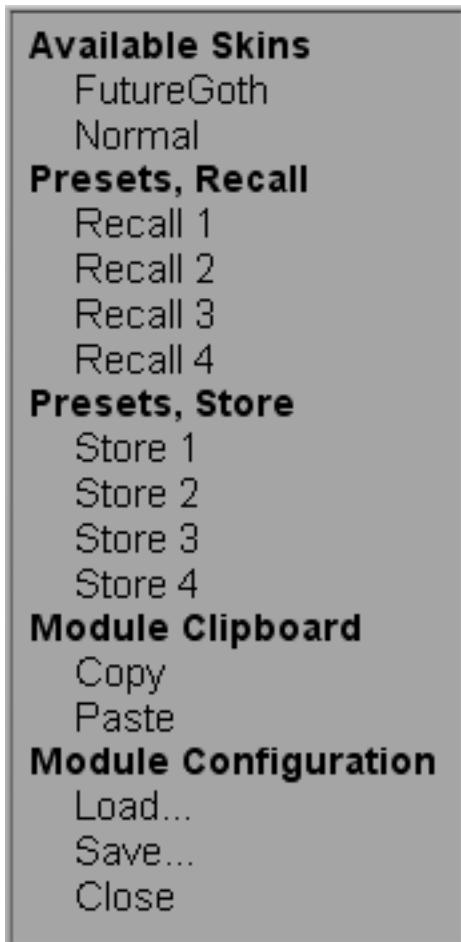 Available Skins
FutureGoth
Normal
Presets, Recall
Recall 1
Recall 2
Recall 3
Recall 4
Presets, Store
Store 1
Store 2
Store 3
Store 4
Module Clipboard
Copy
Paste
Module Configuration
Load...
Save...
Close